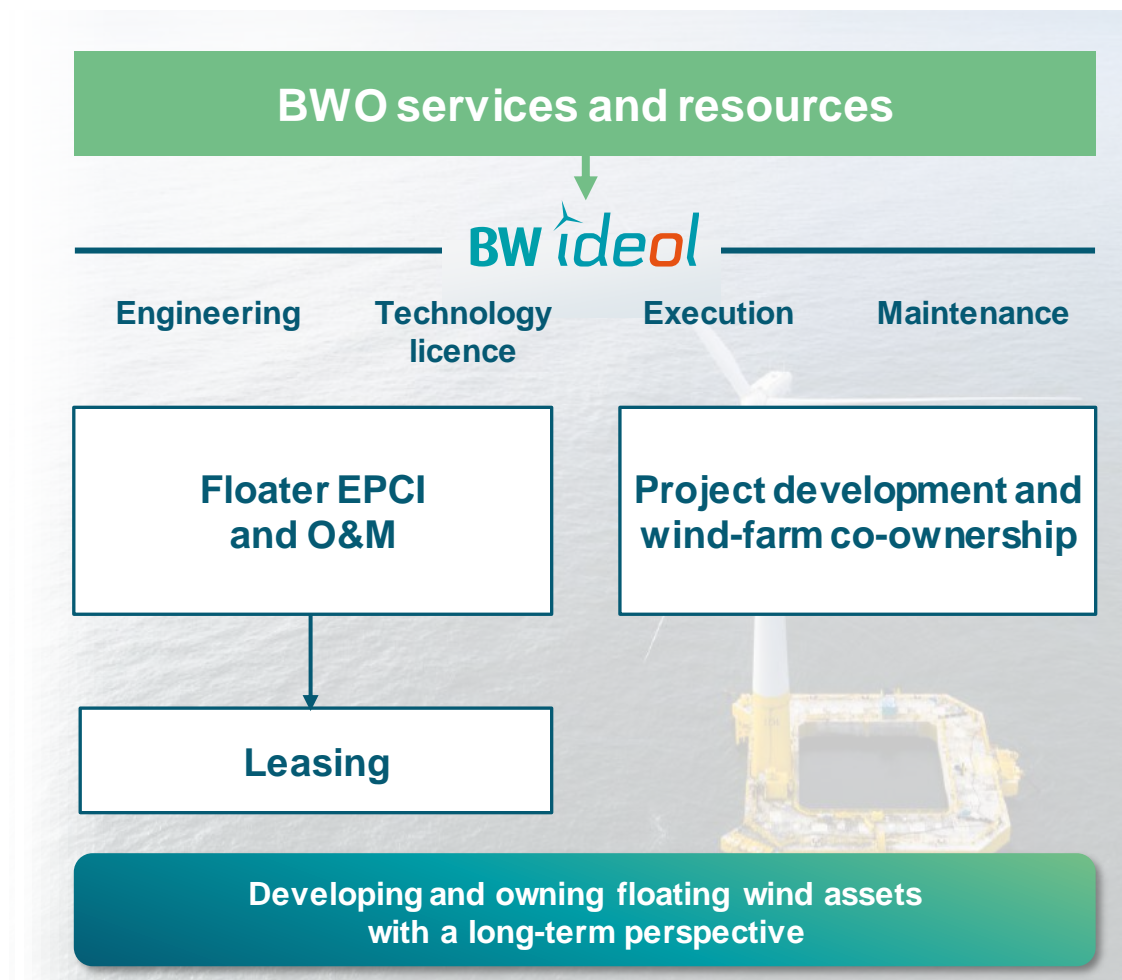 BWO services and resources
BW ideol
Engineering
Technology
licence
Execution
Maintenance
Floater EPCI
and O&M
Project development and
wind-farm co-ownership
Leasing
Developing and owning floating wind assets
with a long-term perspective